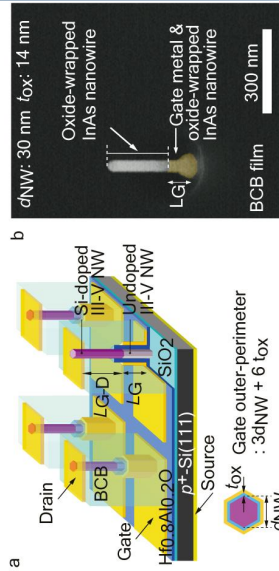 a
Drain
BCB
Gate
Hf0.8Al0.2O
p⁺-Si(111)
Source
SiO2
LG-D
LG
Si-doped
III-V NW
Undoped
III-V NW
tox
dNW
Gate outer-perimeter
: 3dNW + 6 tox
b
dNW: 30 nm tox: 14 nm
Oxide-wrapped
InAs nanowire
Gate metal &
oxide-wrapped
InAs nanowire
LG
BCB film
300 nm